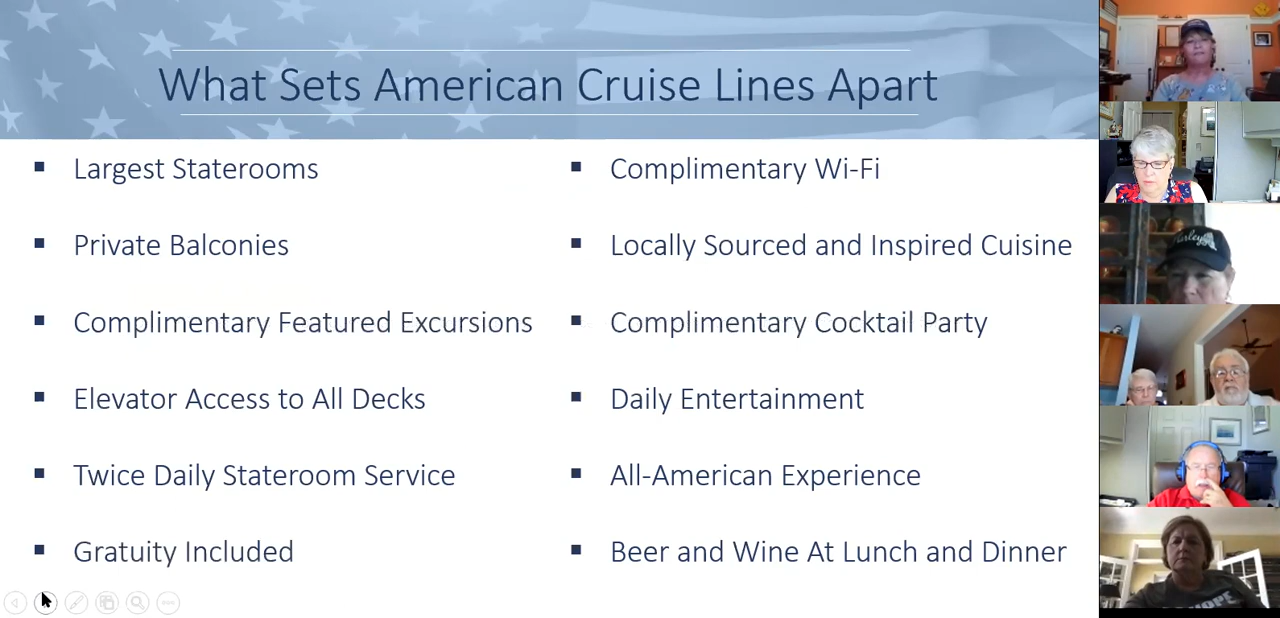 What Sets American Cruise Lines Apart
Largest Staterooms
Private Balconies
Complimentary Featured Excursions
Elevator Access to All Decks
Twice Daily Stateroom Service
Gratuity Included
Complimentary Wi-Fi
Locally Sourced and Inspired Cuisine
Complimentary Cocktail Party
Daily Entertainment
All-American Experience
Beer and Wine At Lunch and Dinner